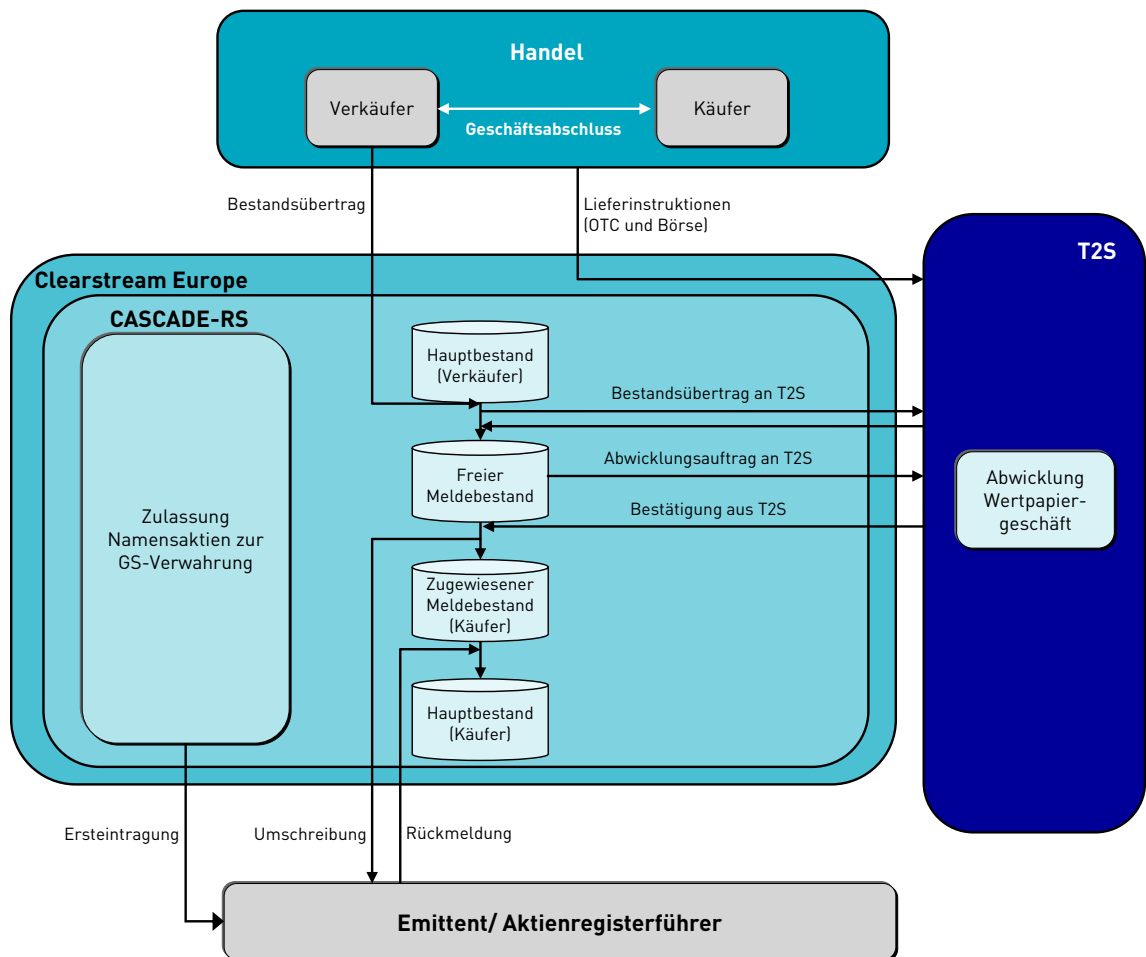 Handel
Verkäufer
Käufer
Geschäftsabschluss
Bestandsübertrag
Lieferinstruktionen
(OTC und Börse)
T2S
Clearstream Europe
CASCADE-RS
Hauptbestand
(Verkäufer)
Bestandsübertrag an T2S
Freier
Meldebestand
Abwicklungsauftrag an T2S
Abwicklung
Wertpapier-
geschäft
Bestätigung aus T2S
Zulassung
Namensaktien zur
GS-Verwahrung
Zugewiesener
Meldebestand
(Käufer)
Hauptbestand
(Käufer)
Ersteintragung
Umschreibung
Rückmeldung
Emittent/ Aktienregisterführer